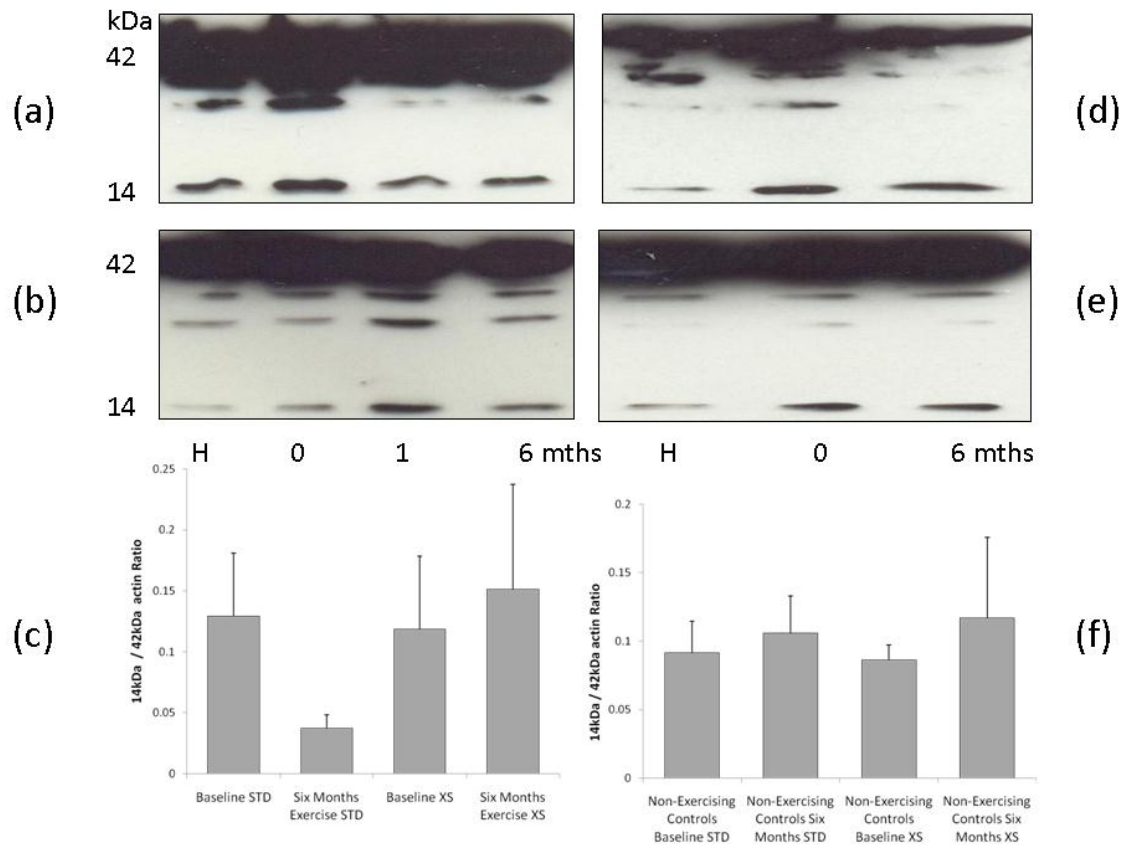 kDa
42
(a)
14
(d)
42
(b)
14
(e)
H 0 1 6 mths
H 0 6 mths
(c)
14kDa / 42kDa actin Ratio
0.25
0.2
0.15
0.1
0.05
0
Baseline STD
Six Months
Exercise STD
Baseline XS
Six Months
Exercise XS
(f)
14kDa / 42kDa actin Ratio
0.2
0.15
0.1
0.05
0
Non-Exercising
Controls
Baseline STD
Non-Exercising
Controls Six
Months STD
Non-Exercising
Controls
Baseline XS
Non-Exercising
Controls Six
Months XS